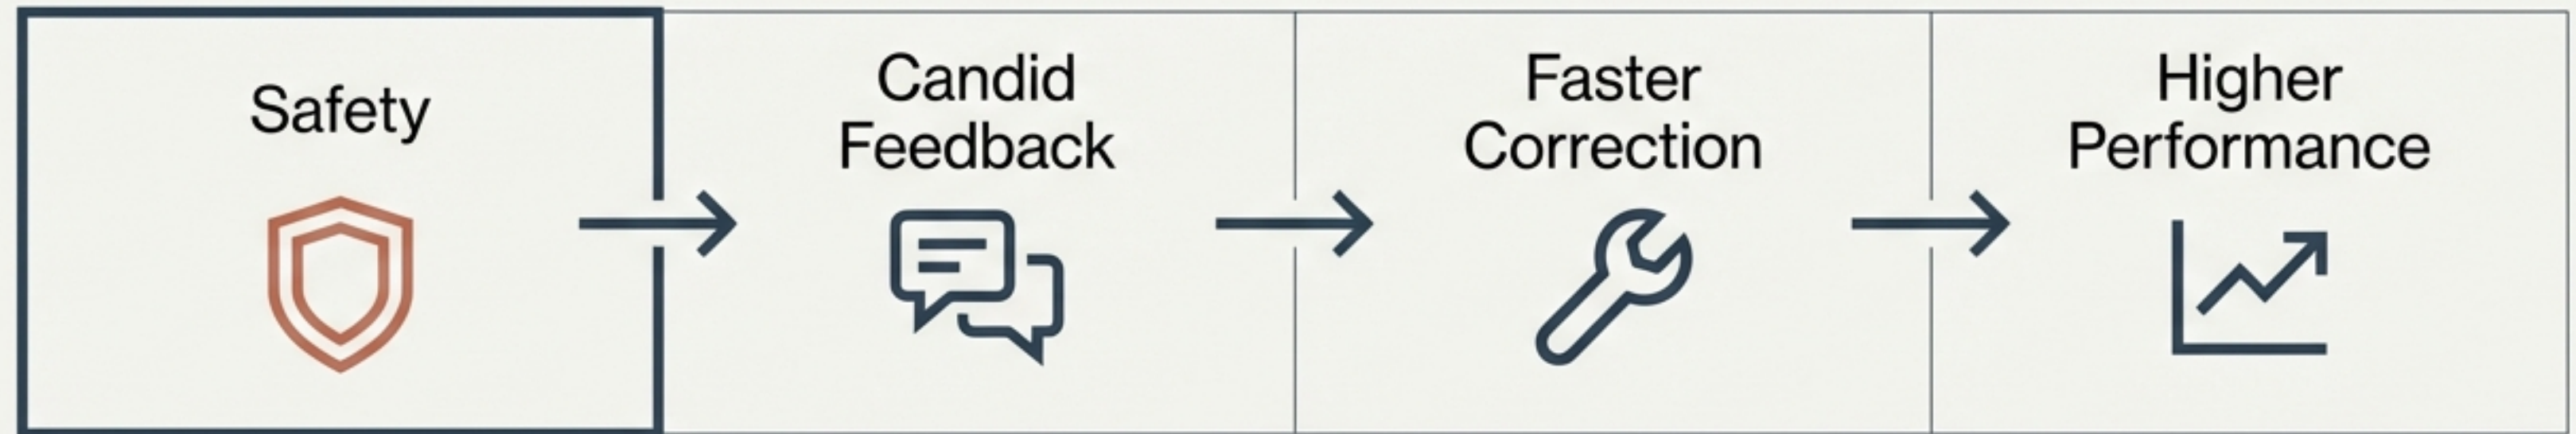 Safety
Candid
Feedback
Faster
Correction
Higher
Performance